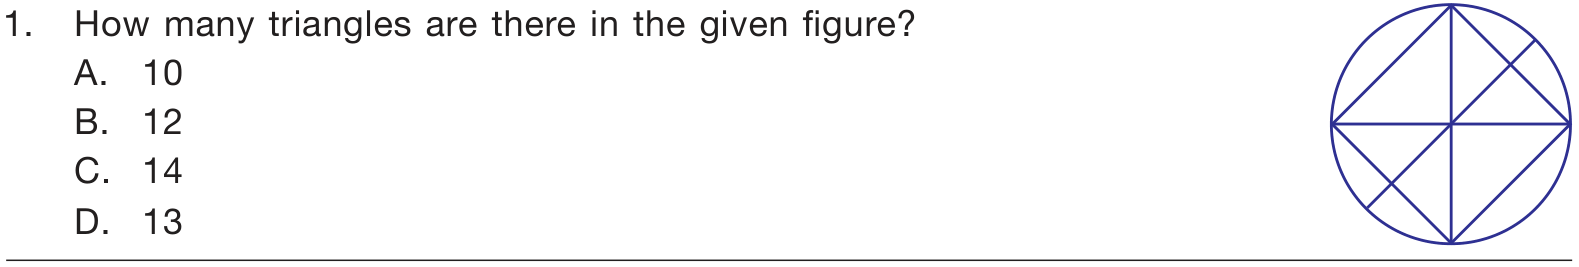 1. How many triangles are there in the given figure?
A. 10
B. 12
C. 14
D. 13